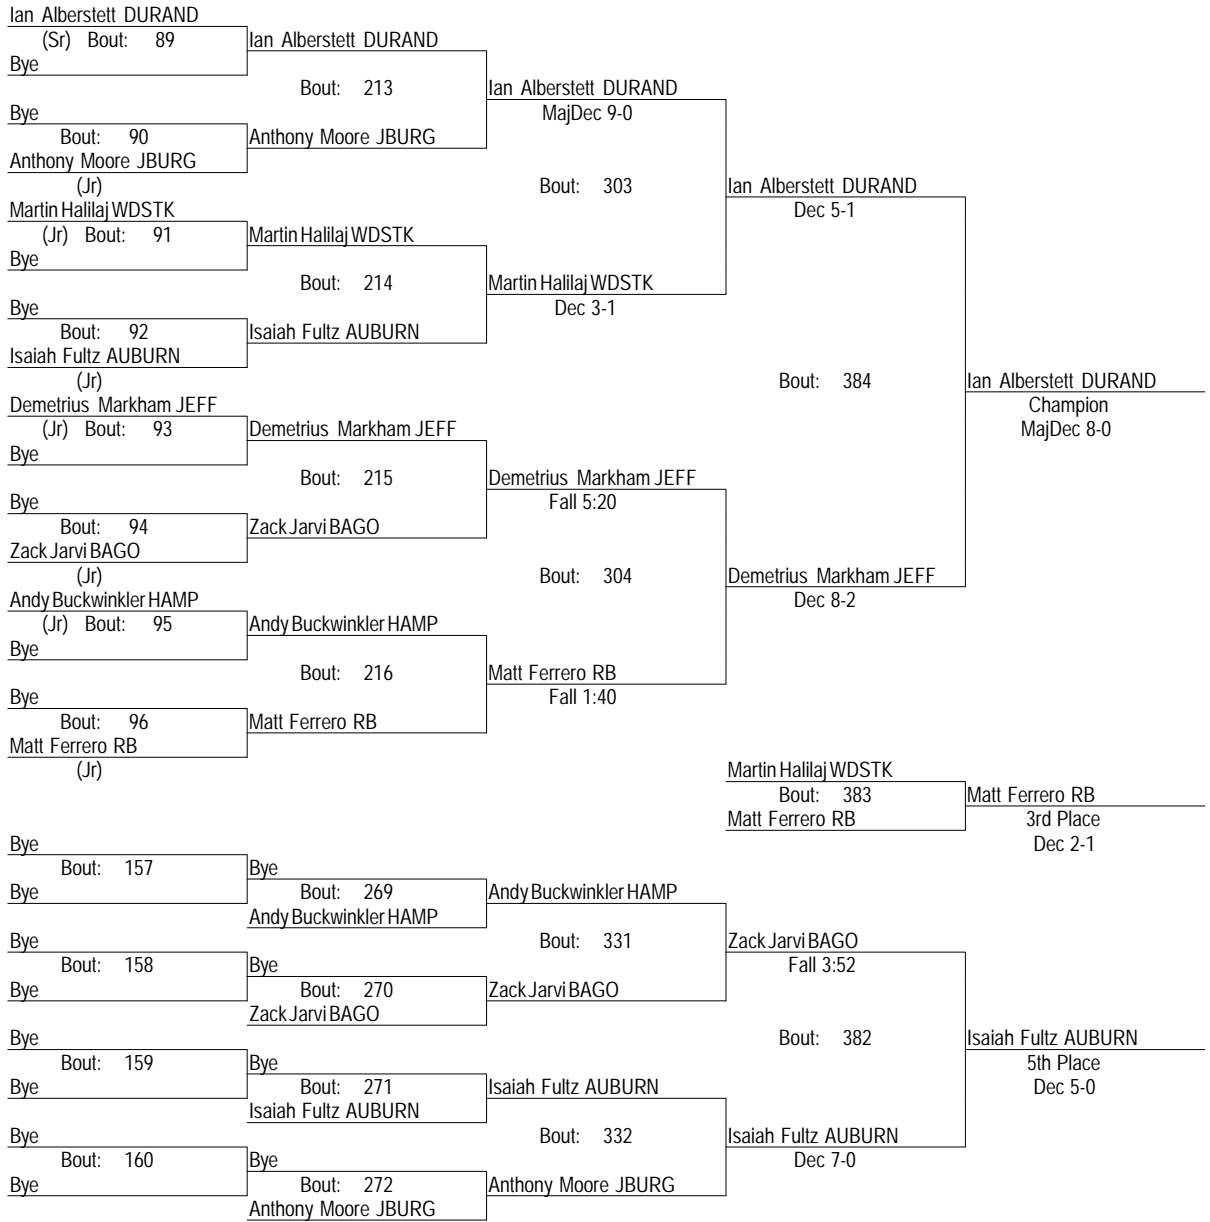 Ian Alberstett DURAND
(Sr) Bout: 89
Ian Alberstett DURAND
Bye
Bout: 213
Ian Alberstett DURAND
Bye
MajDec 9-0
Bout: 90
Anthony Moore JBURG
Anthony Moore JBURG
(Jr)
Bout: 303
Ian Alberstett DURAND
Martin Halilaj WDSTK
Dec 5-1
(Jr) Bout: 91
Martin Halilaj WDSTK
Bye
Bout: 214
Martin Halilaj WDSTK
Bye
Dec 3-1
Bout: 92
Isaiah Fultz AUBURN
Isaiah Fultz AUBURN
(Jr)
Bout: 384
Ian Alberstett DURAND
Demetrius Markham JEFF
Champion
(Jr) Bout: 93
Demetrius Markham JEFF
MajDec 8-0
Bye
Bout: 215
Demetrius Markham JEFF
Bye
Fall 5:20
Bout: 94
Zack Jarvi BAGO
Zack Jarvi BAGO
(Jr)
Bout: 304
Demetrius Markham JEFF
Andy Buckwinkler HAMP
Dec 8-2
(Jr) Bout: 95
Andy Buckwinkler HAMP
Bye
Bout: 216
Matt Ferrero RB
Bye
Fall 1:40
Bout: 96
Matt Ferrero RB
Matt Ferrero RB
(Jr)
Martin Halilaj WDSTK
Bout: 383
Matt Ferrero RB
Matt Ferrero RB
3rd Place
Dec 2-1
Bye
Bout: 157
Bye
Bye
Bout: 269
Andy Buckwinkler HAMP
Andy Buckwinkler HAMP
Bye
Bout: 331
Zack Jarvi BAGO
Bout: 158
Bye
Fall 3:52
Bye
Bout: 270
Zack Jarvi BAGO
Zack Jarvi BAGO
Bye
Bout: 382
Isaiah Fultz AUBURN
Bout: 159
Bye
5th Place
Bye
Bout: 271
Isaiah Fultz AUBURN
Dec 5-0
Isaiah Fultz AUBURN
Bye
Bout: 332
Isaiah Fultz AUBURN
Bout: 160
Bye
Dec 7-0
Bye
Bout: 272
Anthony Moore JBURG
Anthony Moore JBURG